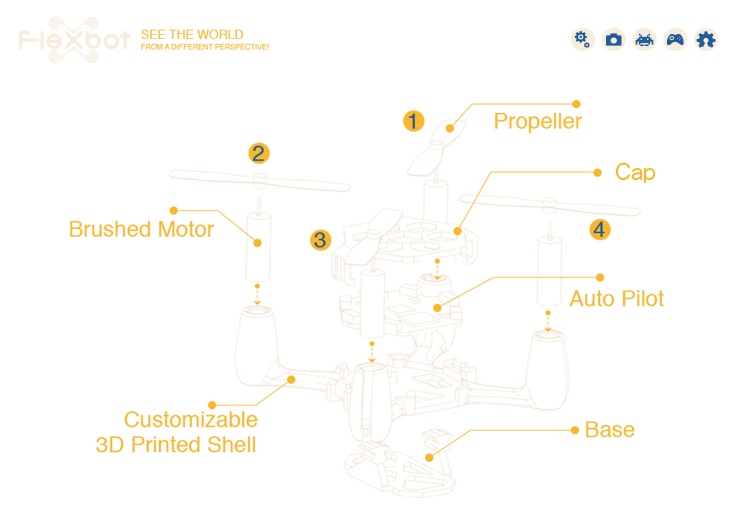 Flexbot
SEE THE WORLD
FROM A DIFFERENT PERSPECTIVE!
1
Propeller
2
Cap
Brushed Motor
3
4
Auto Pilot
Customizable
3D Printed Shell
Base